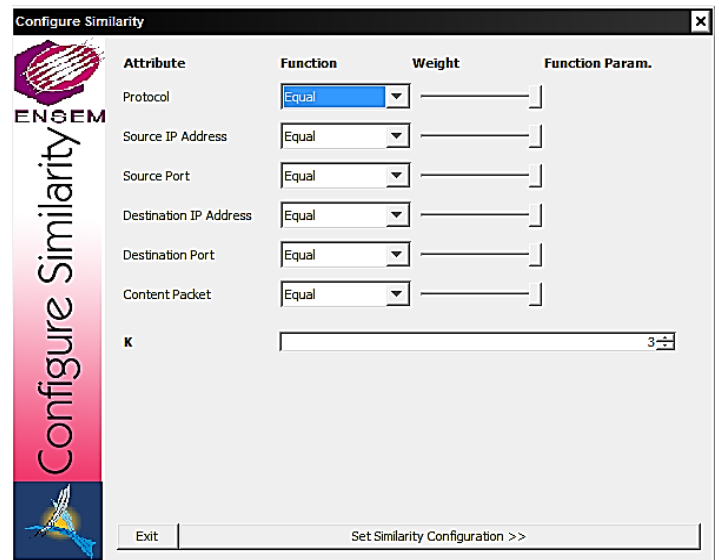 Configure Similarity
ENSEM
Configure Similarity
Attribute Function Weight Function Param.
Protocol Equal
Source IP Address Equal
Source Port Equal
Destination IP Address Equal
Destination Port Equal
Content Packet Equal
K 3
Exit Set Similarity Configuration >>